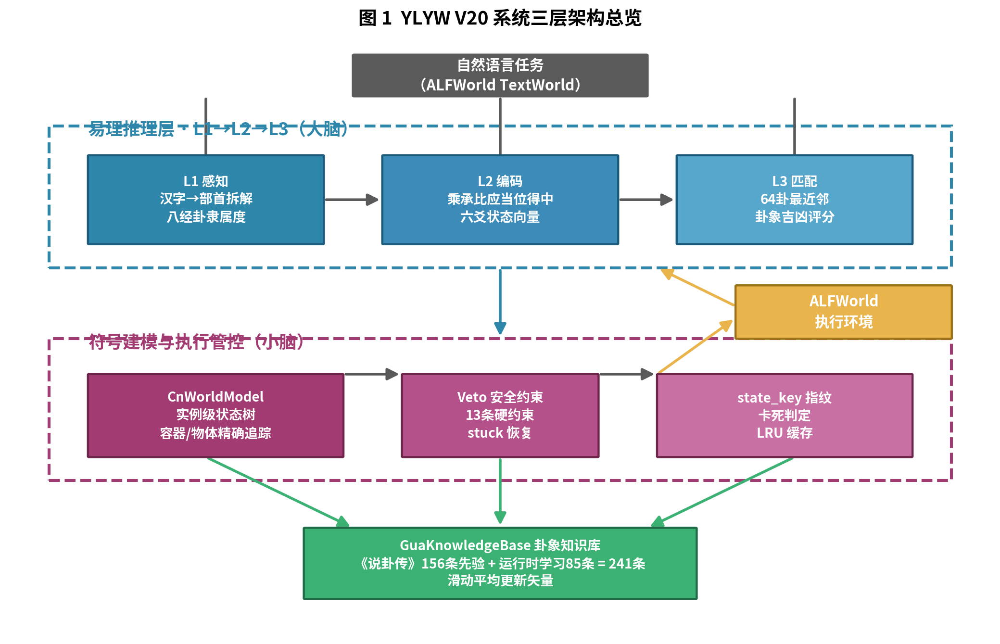 图 1 YLYW V20 系统三层架构总览
自然语言任务
（ALFWorld TextWorld）
易理推理层 · L1→L2→L3（大脑）
L1 感知
汉字→部首拆解
八经卦隶属度
L2 编码
乘承比应当位得中
六爻状态向量
L3 匹配
64卦最近邻
卦象吉凶评分
ALFWorld
执行环境
符号建模与执行管控（小脑）
CnWorldModel
实例级状态树
容器/物体精确追踪
Veto 安全约束
13条硬约束
stuck 恢复
state_key 指纹
卡死判定
LRU 缓存
GuaKnowledgeBase 卦象知识库
《说卦传》156条先验 + 运行时学习85条 = 241条
滑动平均更新矢量